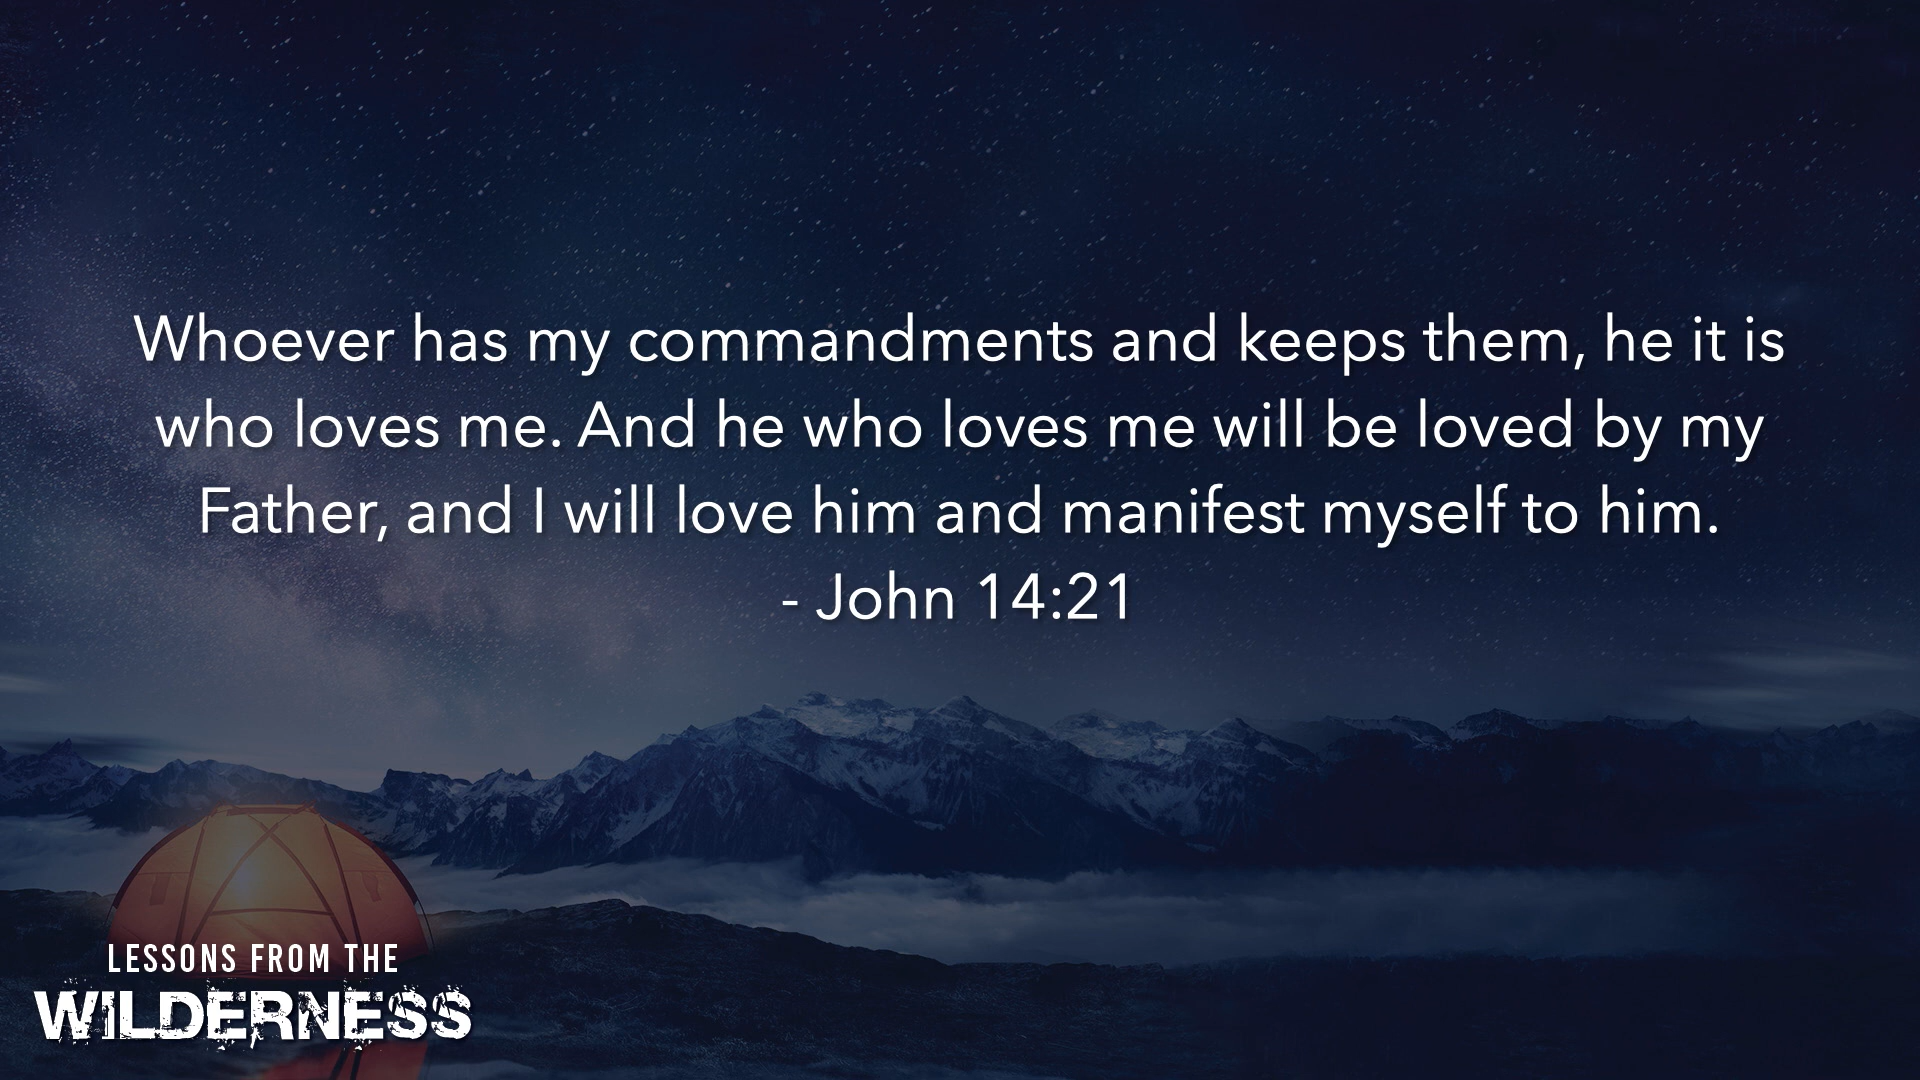 Whoever has my commandments and keeps them, he it is
who loves me. And he who loves me will be loved by my
Father, and I will love him and manifest myself to him.
- John 14:21
LESSONS FROM THE
WILDERNESS